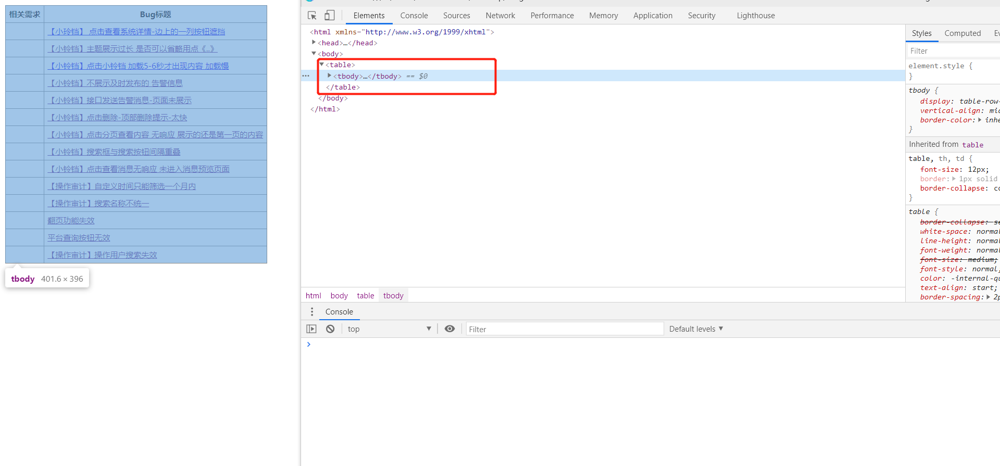 相关需求 Bug标题
【小玲铛】 点击查看系统详情-边上的一列按钮遮挡
【小铃铛】主题展示过长 是否可以省略用点《..》
【小铃铛】点击小铃铛 加载5-6秒才出现内容 加载慢
【小铃铛】不展示及时发布的 告警信息
【小铃铛】接口发送告警消息-页面未展示
【小铃铛】点击删除-顶部删除提示-太快
【小铃铛】点击分页查看内容 无响应 展示的还是第一页的内容
【小铃铛】搜索框与搜索按钮间隔重叠
【小铃铛】点击查看消息无响应 未进入消息预览页面
【操作审计】自定义时间只能筛选一个月内
【操作审计】搜索名称不统一
翻页功能失效
平台查询按钮无效
【操作审计】操作用户搜索失效
tbody 401.6 × 396
Elements Console Sources Network Performance Memory Application Security Lighthouse
<html xmlns="http://www.w3.org/1999/xhtml">
<head>…</head>
<body>
<table>
<tbody>…</tbody> == $0
</table>
</body>
</html>
html body table tbody
Styles Computed
Filter
element.style {
}
tbody {
display: table-row-
vertical-align: mid
border-color: inhe
}
Inherited from table
table, th, td {
font-size: 12px;
border: 1px solid
border-collapse: co
}
table {
border-collapse: se
white-space: normal
line-height: normal
font-weight: normal
font-size: medium;
font-style: normal;
color: -internal-qu
text-align: start;
border-spacing: 2p
Console
top Filter Default levels